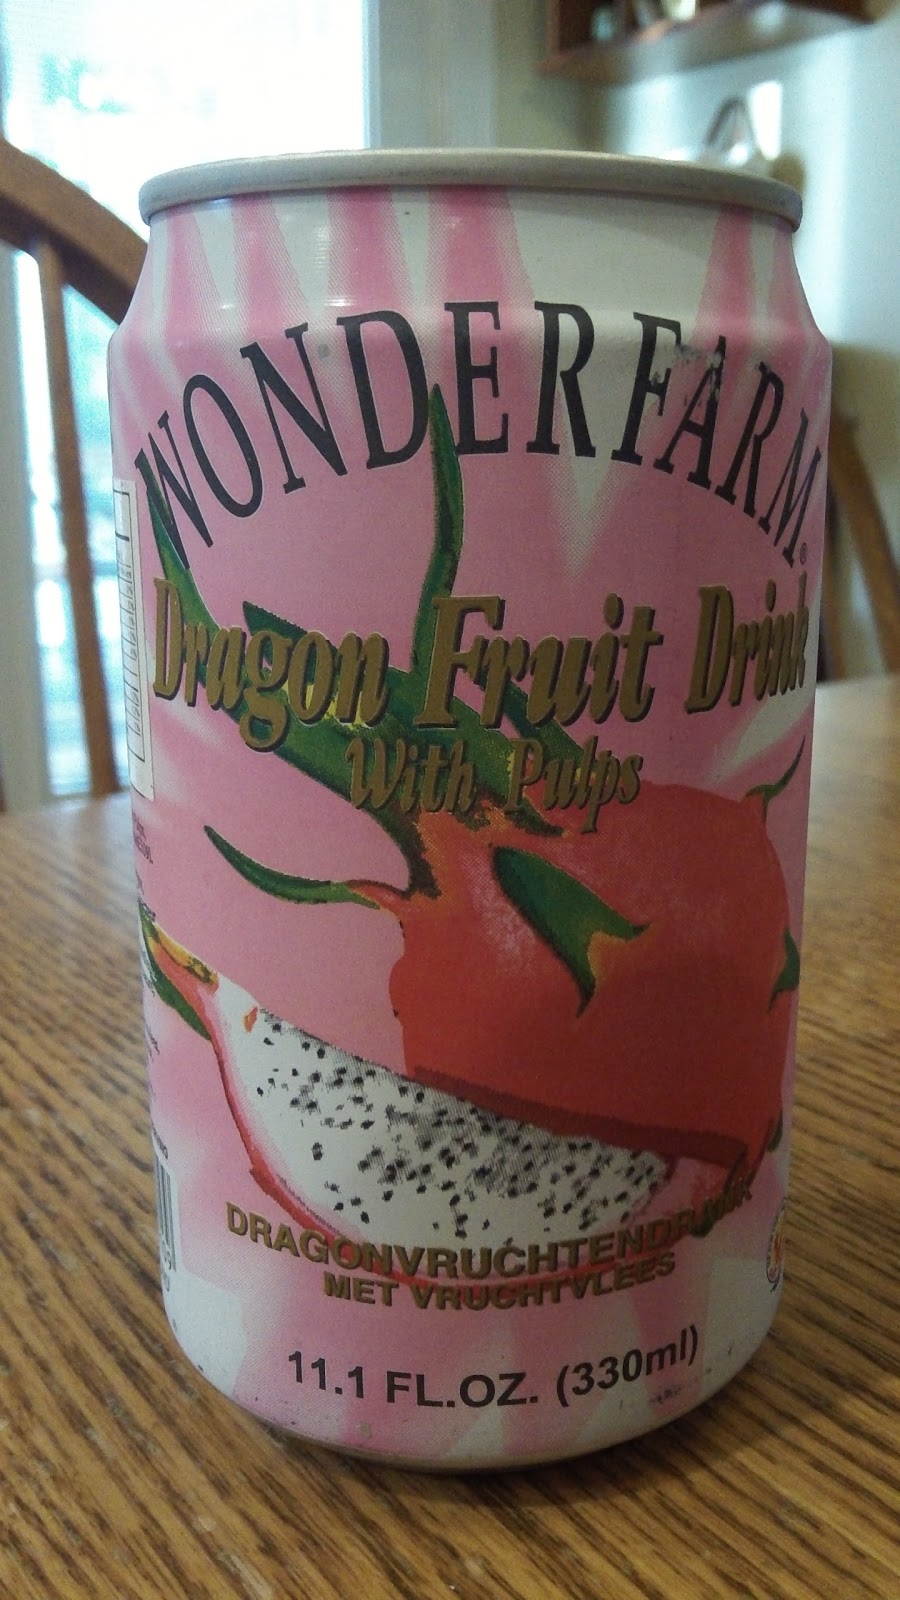 WONDERFARM®
Dragon Fruit Drink
With Pulps
DRAGONVRUCHTENDRANK
MET VRUCHTVLEES
11.1 FL.OZ. (330ml)